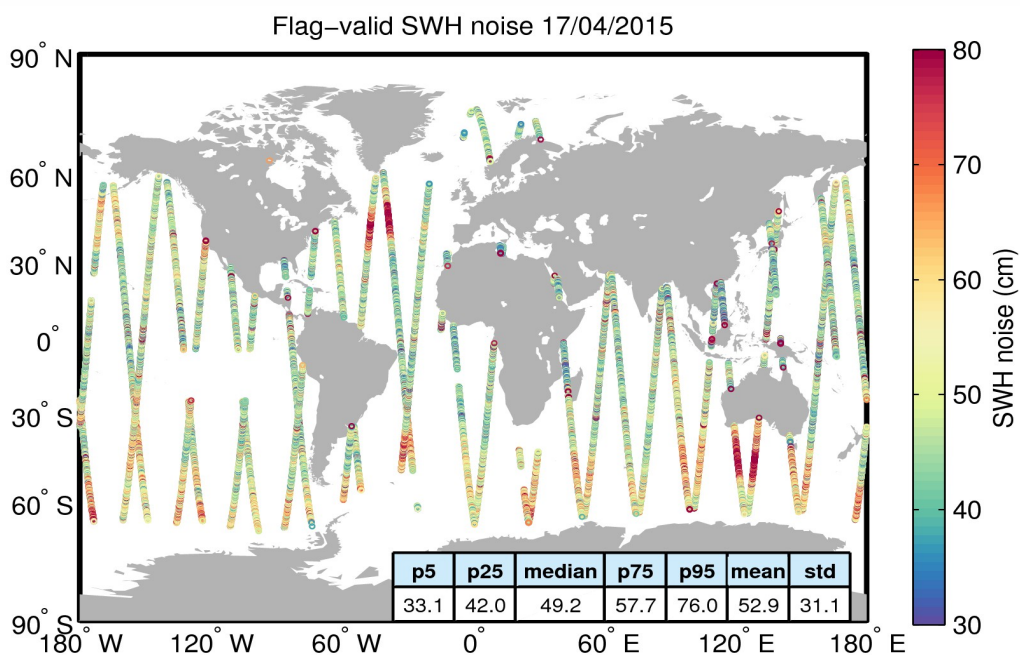 Flag−valid SWH noise 17/04/2015
90° N
60° N
30° N
0°
30° S
60° S
90° S
180° W
120° W
60° W
0°
60° E
120° E
180° E
80
70
60
50
40
30
SWH noise (cm)
p5 p25 median p75 p95 mean std
33.1 42.0 49.2 57.7 76.0 52.9 31.1